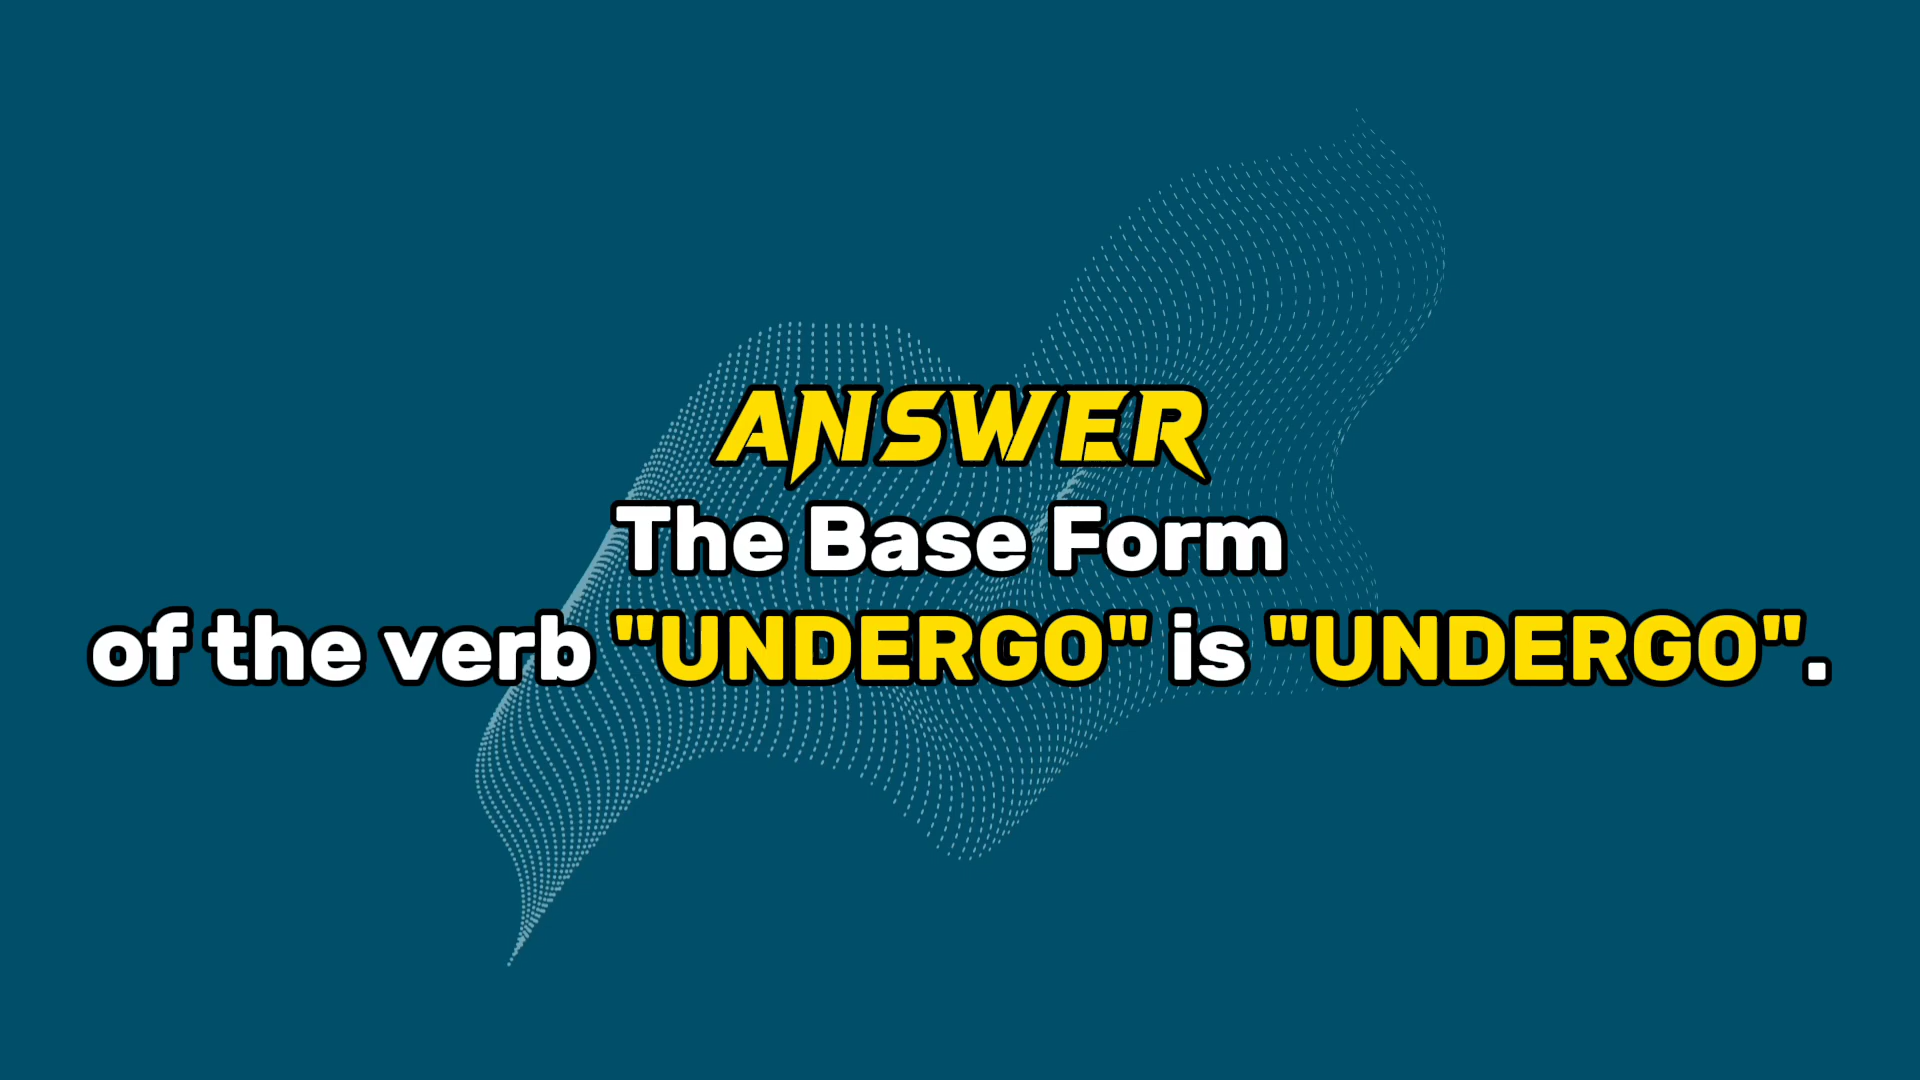 ANSWER
The Base Form
of the verb "UNDERGO" is "UNDERGO".